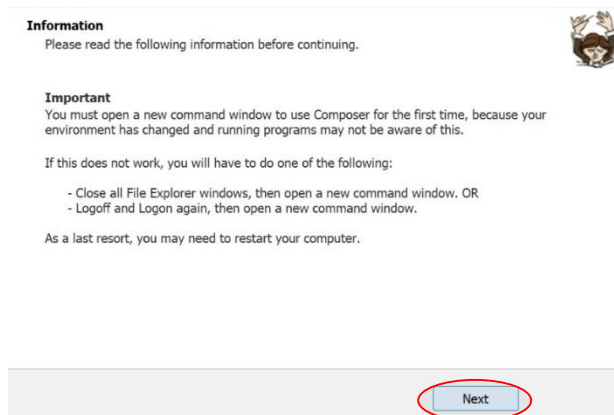 Information
Please read the following information before continuing.
Important
You must open a new command window to use Composer for the first time, because your
environment has changed and running programs may not be aware of this.
If this does not work, you will have to do one of the following:
- Close all File Explorer windows, then open a new command window. OR
- Logoff and Logon again, then open a new command window.
As a last resort, you may need to restart your computer.
Next